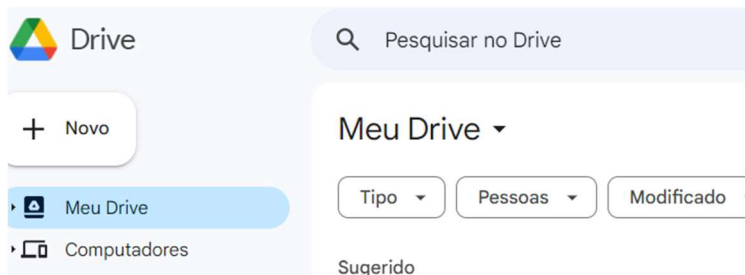 Drive
Pesquisar no Drive
Novo
Meu Drive
Tipo
Pessoas
Modificado
Meu Drive
Computadores
Sugerido